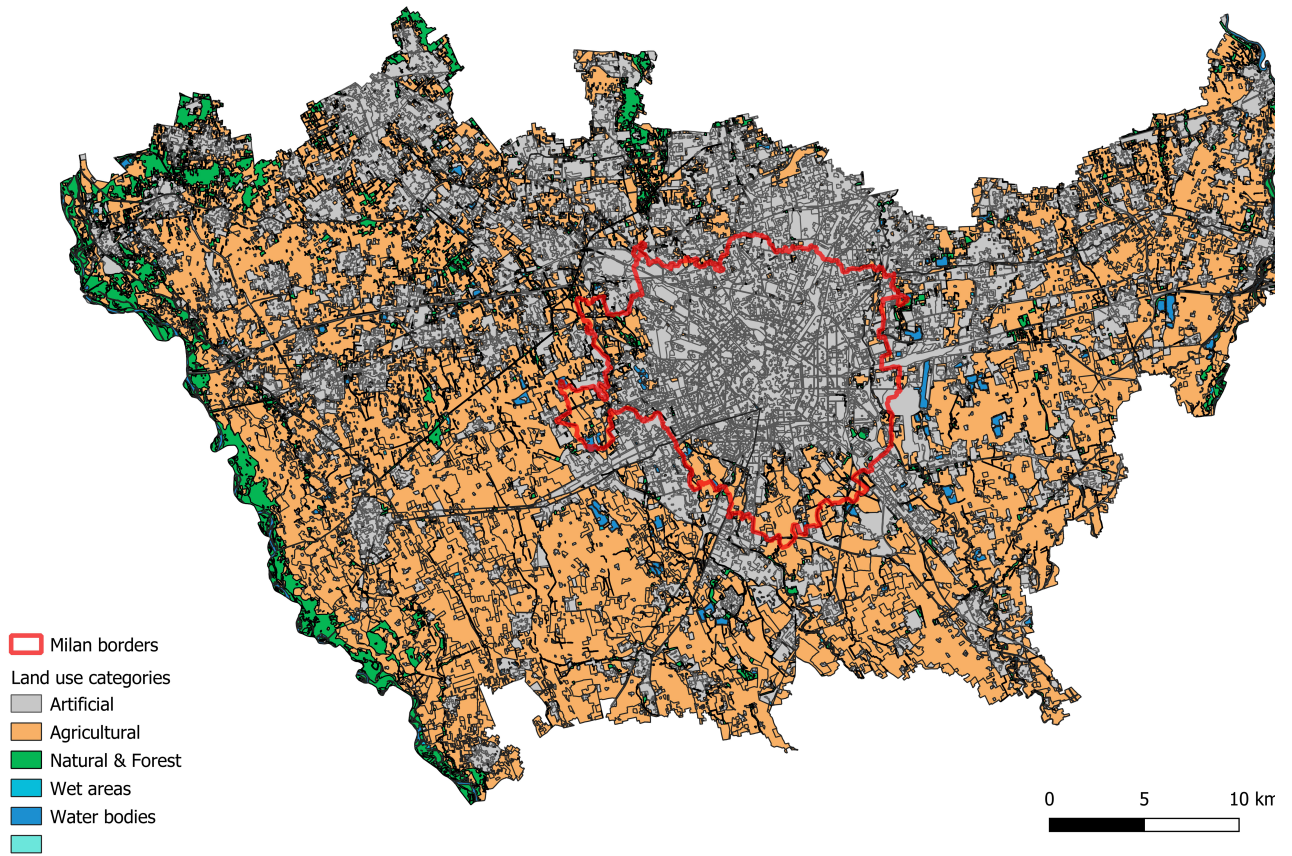 Milan borders
Land use categories
Artificial
Agricultural
Natural & Forest
Wet areas
Water bodies
0 5 10 km